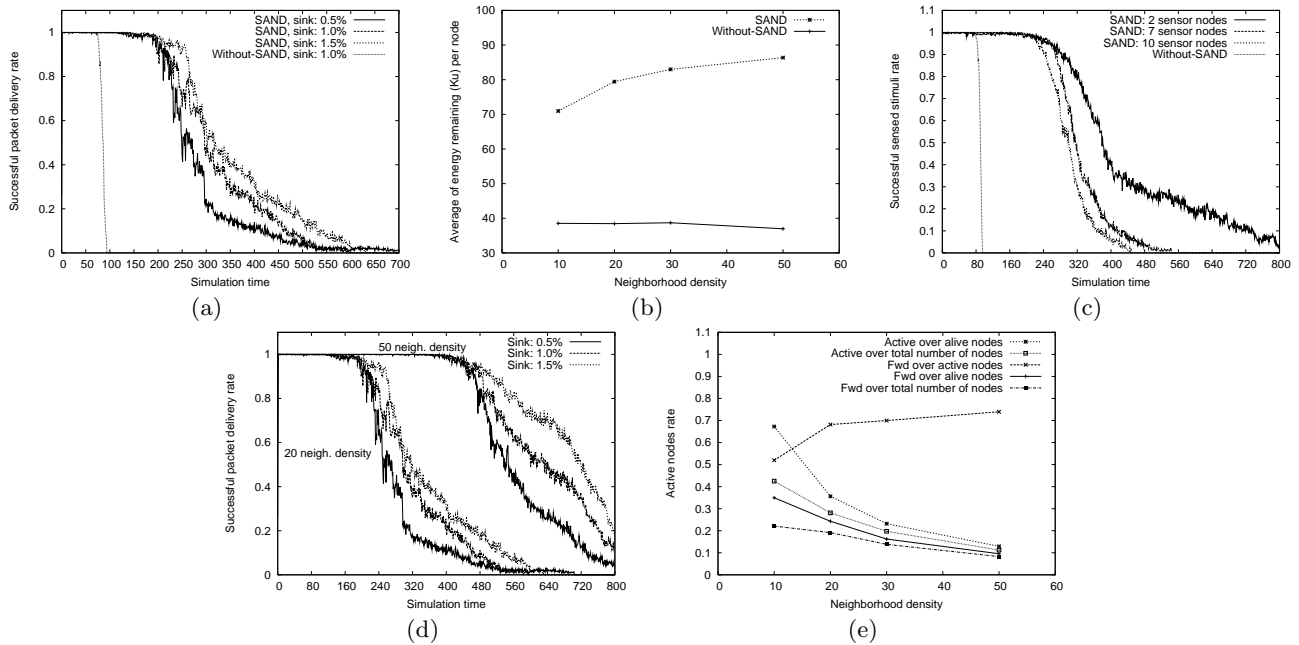 SAND, sink: 0.5%
SAND, sink: 1.0%
SAND, sink: 1.5%
Without-SAND, sink: 1.0%
Successful packet delivery rate
1
0.8
0.6
0.4
0.2
0
0 50 100 150 200 250 300 350 400 450 500 550 600 650 700
Simulation time
(a)
SAND
Without-SAND
Average of energy remaining (Ku) per node
100
90
80
70
60
50
40
30
0 10 20 30 40 50 60
Neighborhood density
(b)
SAND: 2 sensor nodes
SAND: 7 sensor nodes
SAND: 10 sensor nodes
Without-SAND
Successful sensed stimuli rate
1.1
1
0.9
0.8
0.7
0.6
0.5
0.4
0.3
0.2
0.1
0
0 80 160 240 320 400 480 560 640 720 800
Simulation time
(c)
50 neigh. density
Sink: 0.5%
Sink: 1.0%
Sink: 1.5%
20 neigh. density
Successful packet delivery rate
1
0.8
0.6
0.4
0.2
0
0 80 160 240 320 400 480 560 640 720 800
Simulation time
(d)
Active over alive nodes
Active over total number of nodes
Fwd over active nodes
Fwd over alive nodes
Fwd over total number of nodes
Active nodes rate
1.1
1
0.9
0.8
0.7
0.6
0.5
0.4
0.3
0.2
0.1
0
0 10 20 30 40 50 60
Neighborhood density
(e)